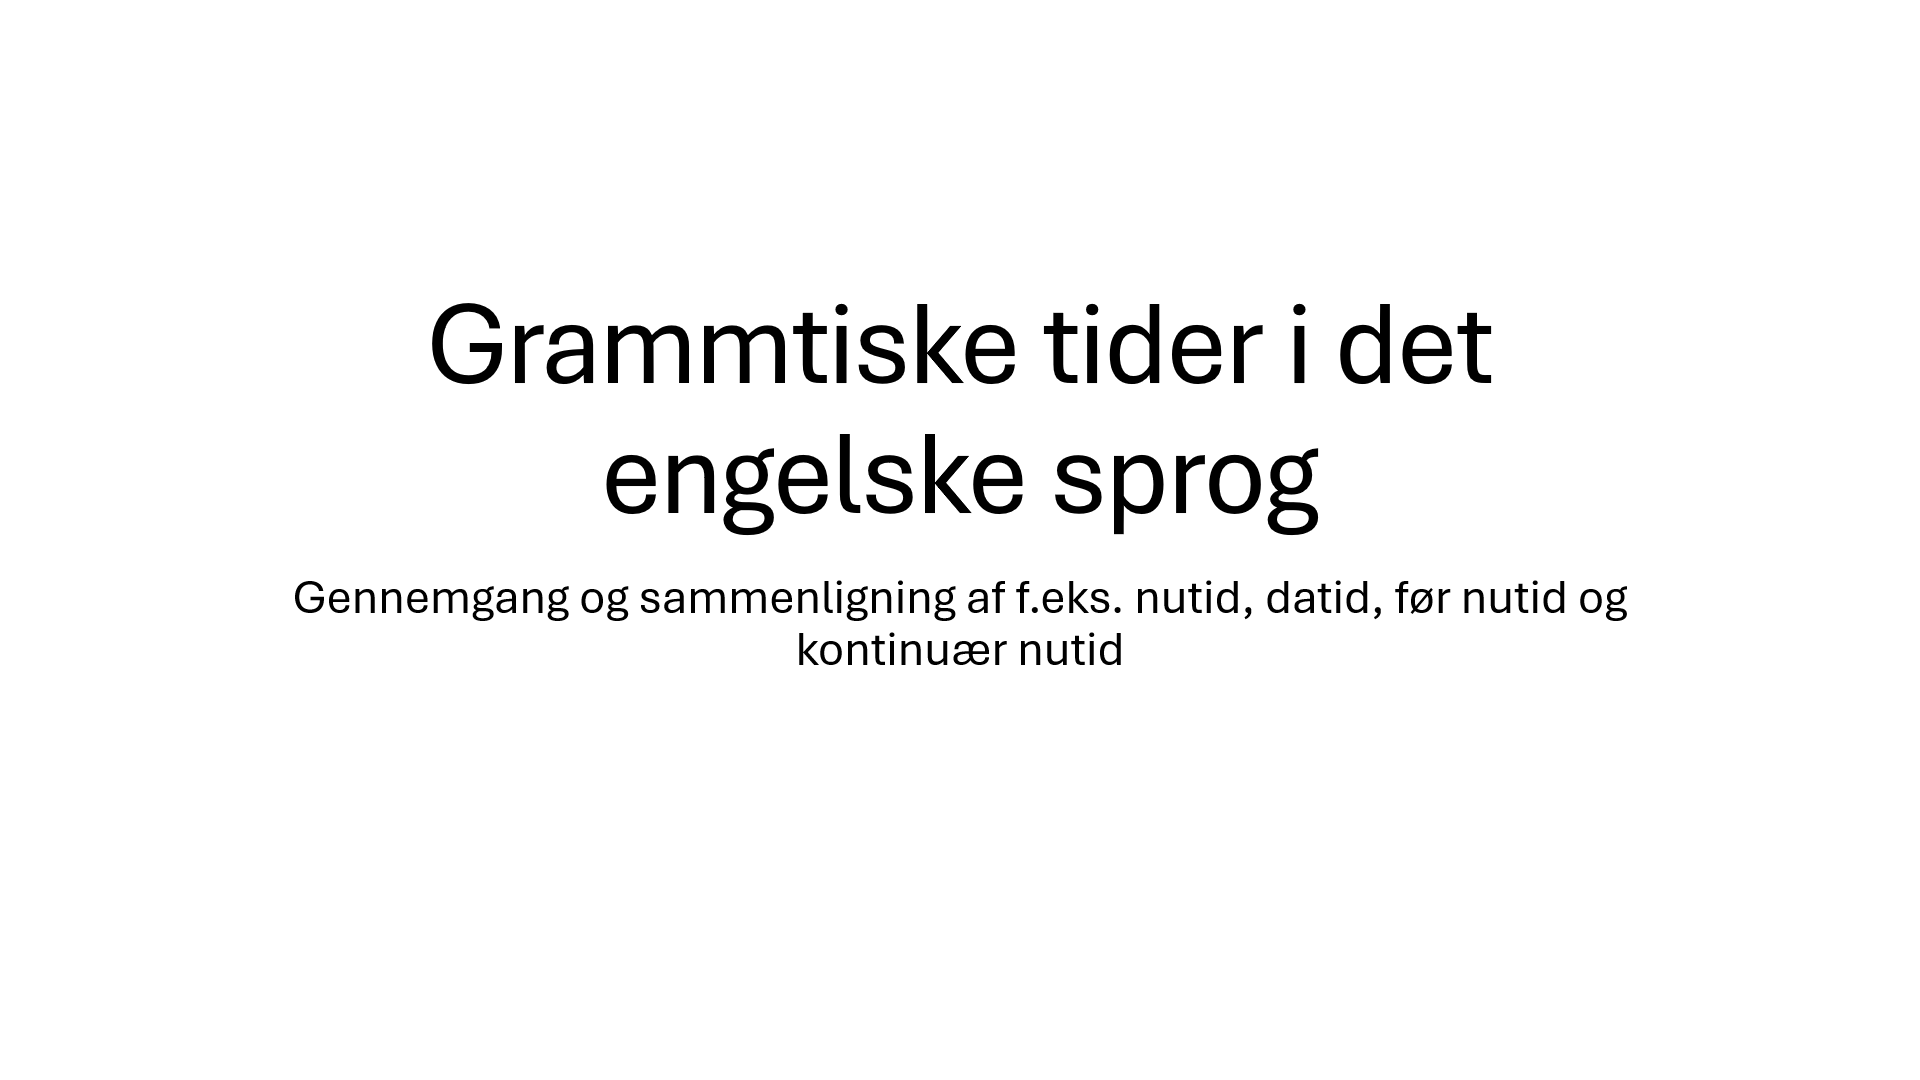 Grammtiske tider i det
engelske sprog
Gennemgang og sammenligning af f.eks. nutid, datid, før nutid og
kontinuær nutid